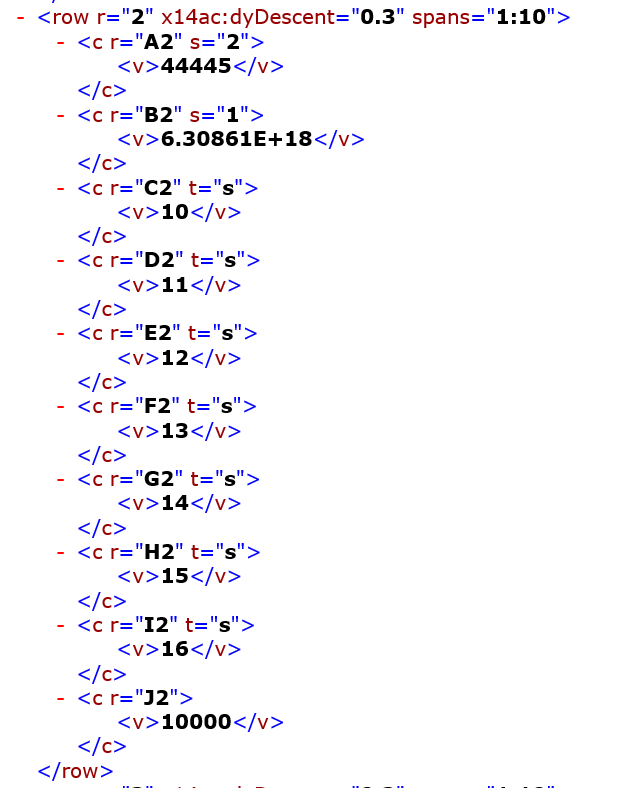 - <row r="2" x14ac:dyDescent="0.3" spans="1:10">
- <c r="A2" s="2">
<v>44445</v>
</c>
- <c r="B2" s="1">
<v>6.30861E+18</v>
</c>
- <c r="C2" t="s">
<v>10</v>
</c>
- <c r="D2" t="s">
<v>11</v>
</c>
- <c r="E2" t="s">
<v>12</v>
</c>
- <c r="F2" t="s">
<v>13</v>
</c>
- <c r="G2" t="s">
<v>14</v>
</c>
- <c r="H2" t="s">
<v>15</v>
</c>
- <c r="I2" t="s">
<v>16</v>
</c>
- <c r="J2">
<v>10000</v>
</c>
</row>